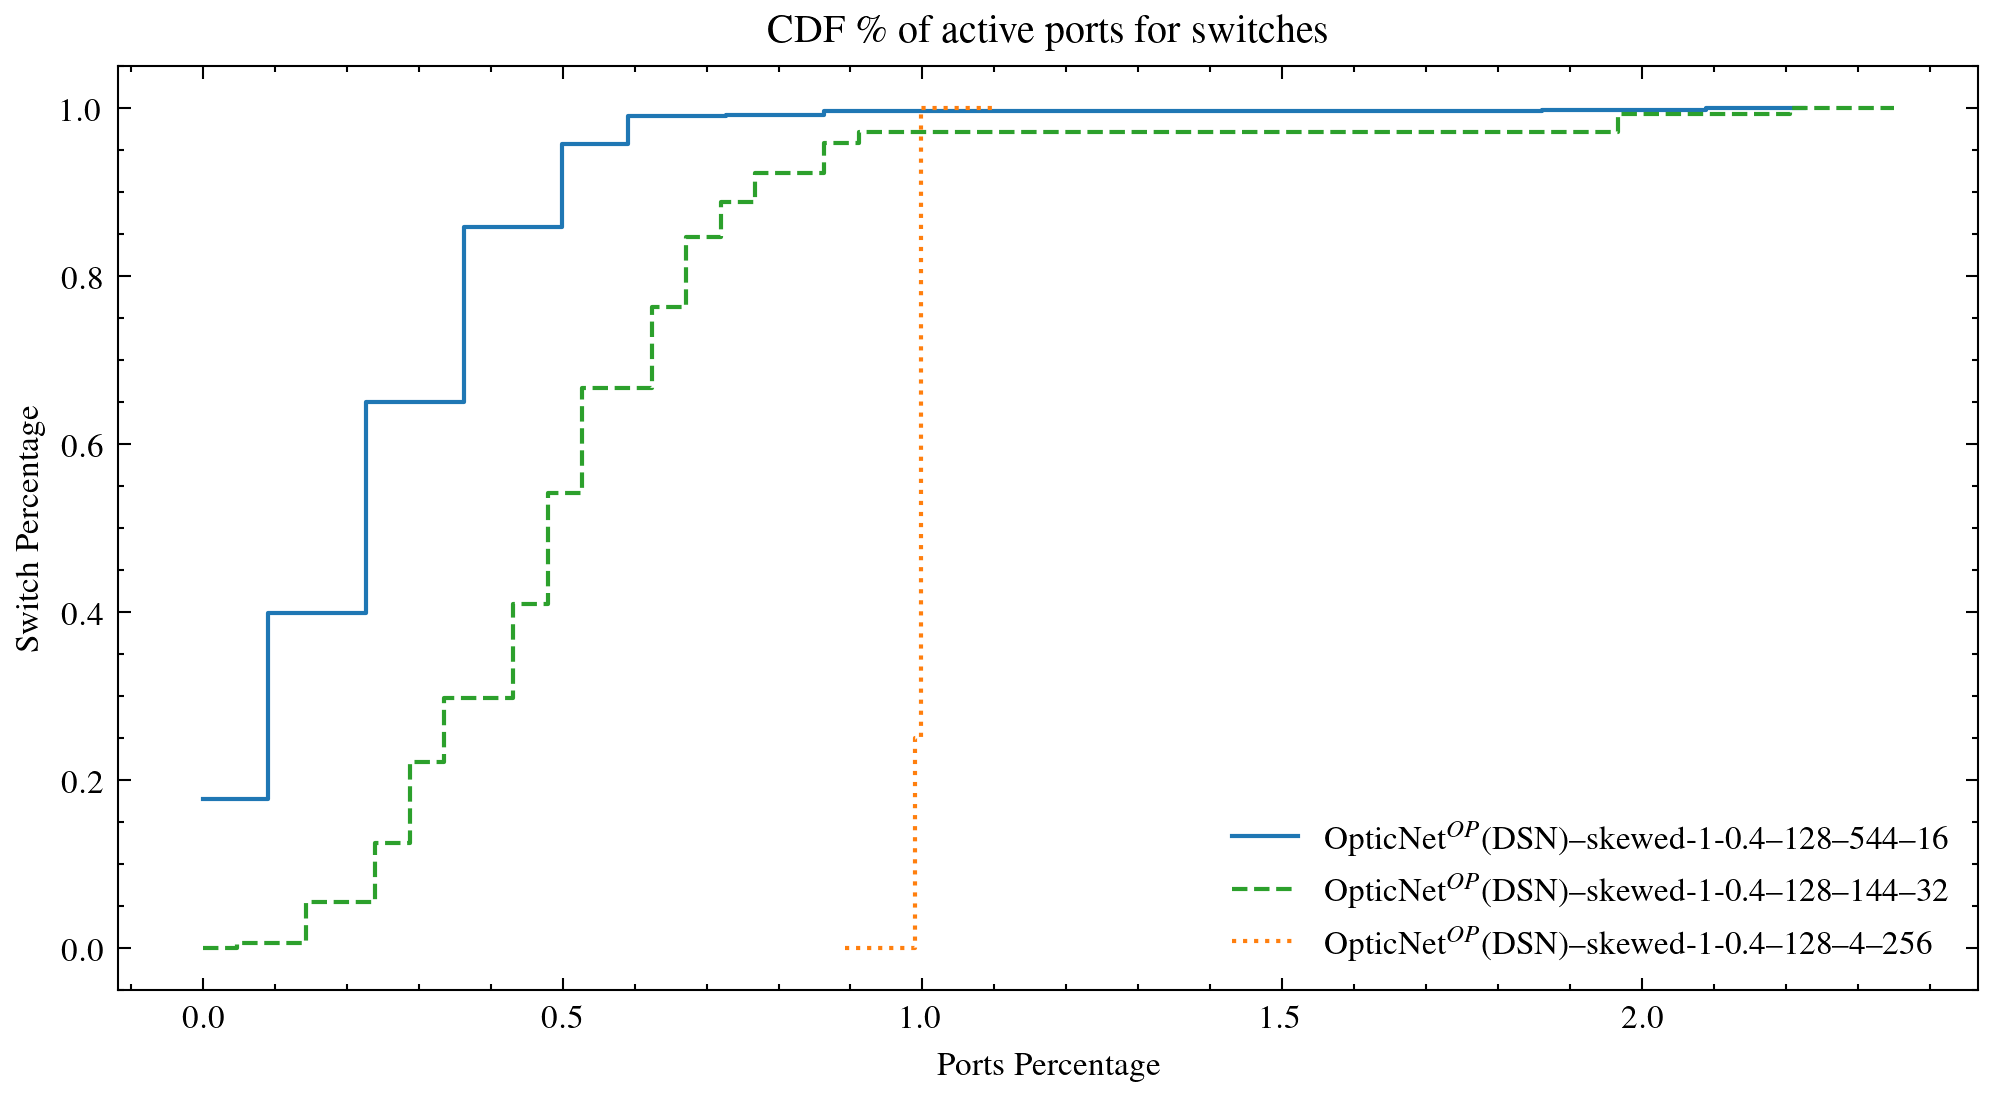 CDF % of active ports for switches
1.0
0.8
0.6
0.4
0.2
0.0
Switch Percentage
OpticNet^OP(DSN)–skewed-1-0.4–128–544–16
OpticNet^OP(DSN)–skewed-1-0.4–128–144–32
OpticNet^OP(DSN)–skewed-1-0.4–128–4–256
0.0 0.5 1.0 1.5 2.0
Ports Percentage